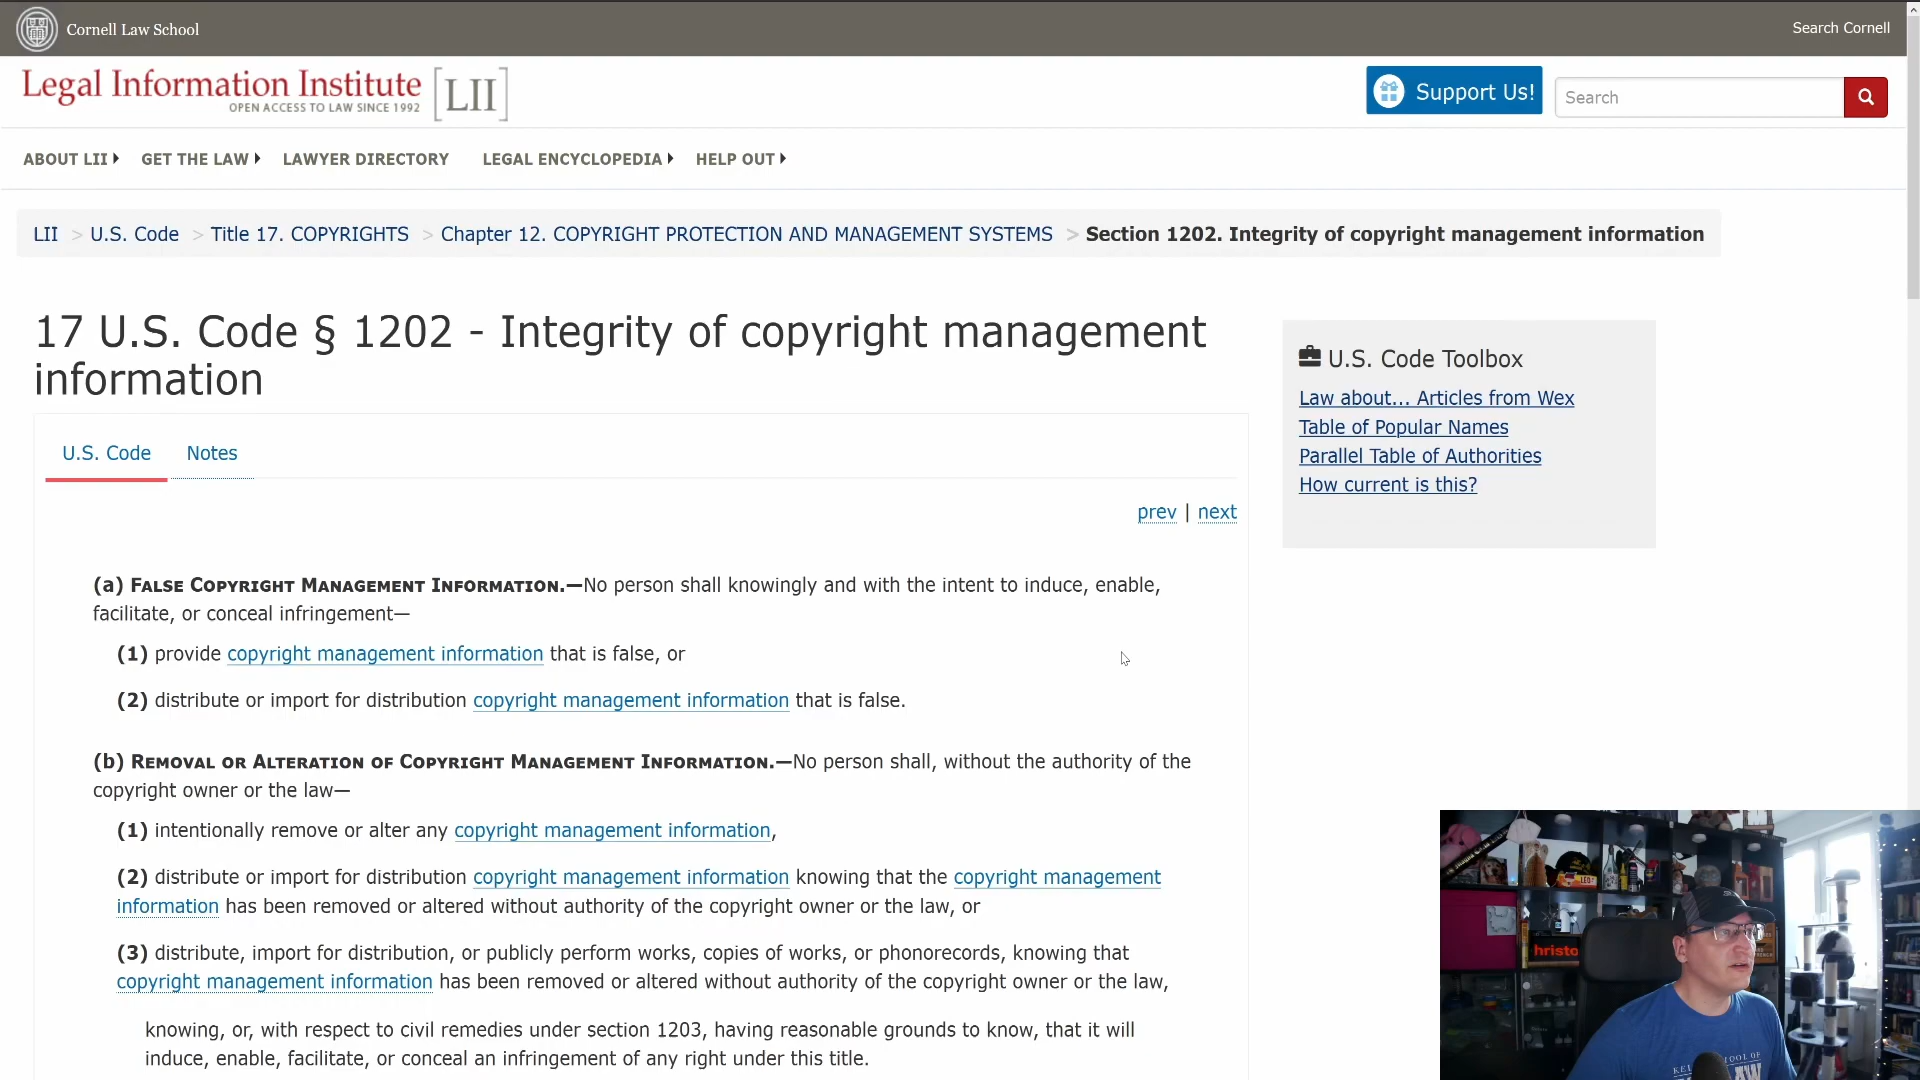 Cornell Law School
Search Cornell
Legal Information Institute
OPEN ACCESS TO LAW SINCE 1992
[LII]
Support Us!
Search
ABOUT LII
GET THE LAW
LAWYER DIRECTORY
LEGAL ENCYCLOPEDIA
HELP OUT
LII > U.S. Code > Title 17. COPYRIGHTS > Chapter 12. COPYRIGHT PROTECTION AND MANAGEMENT SYSTEMS > Section 1202. Integrity of copyright management information
17 U.S. Code § 1202 - Integrity of copyright management
information
U.S. Code
Notes
prev | next
(a) FALSE COPYRIGHT MANAGEMENT INFORMATION.—No person shall knowingly and with the intent to induce, enable,
facilitate, or conceal infringement—
(1) provide copyright management information that is false, or
(2) distribute or import for distribution copyright management information that is false.
(b) REMOVAL OR ALTERATION OF COPYRIGHT MANAGEMENT INFORMATION.—No person shall, without the authority of the
copyright owner or the law—
(1) intentionally remove or alter any copyright management information,
(2) distribute or import for distribution copyright management information knowing that the copyright management
information has been removed or altered without authority of the copyright owner or the law, or
(3) distribute, import for distribution, or publicly perform works, copies of works, or phonorecords, knowing that
copyright management information has been removed or altered without authority of the copyright owner or the law,
knowing, or, with respect to civil remedies under section 1203, having reasonable grounds to know, that it will
induce, enable, facilitate, or conceal an infringement of any right under this title.
U.S. Code Toolbox
Law about... Articles from Wex
Table of Popular Names
Parallel Table of Authorities
How current is this?
hristo